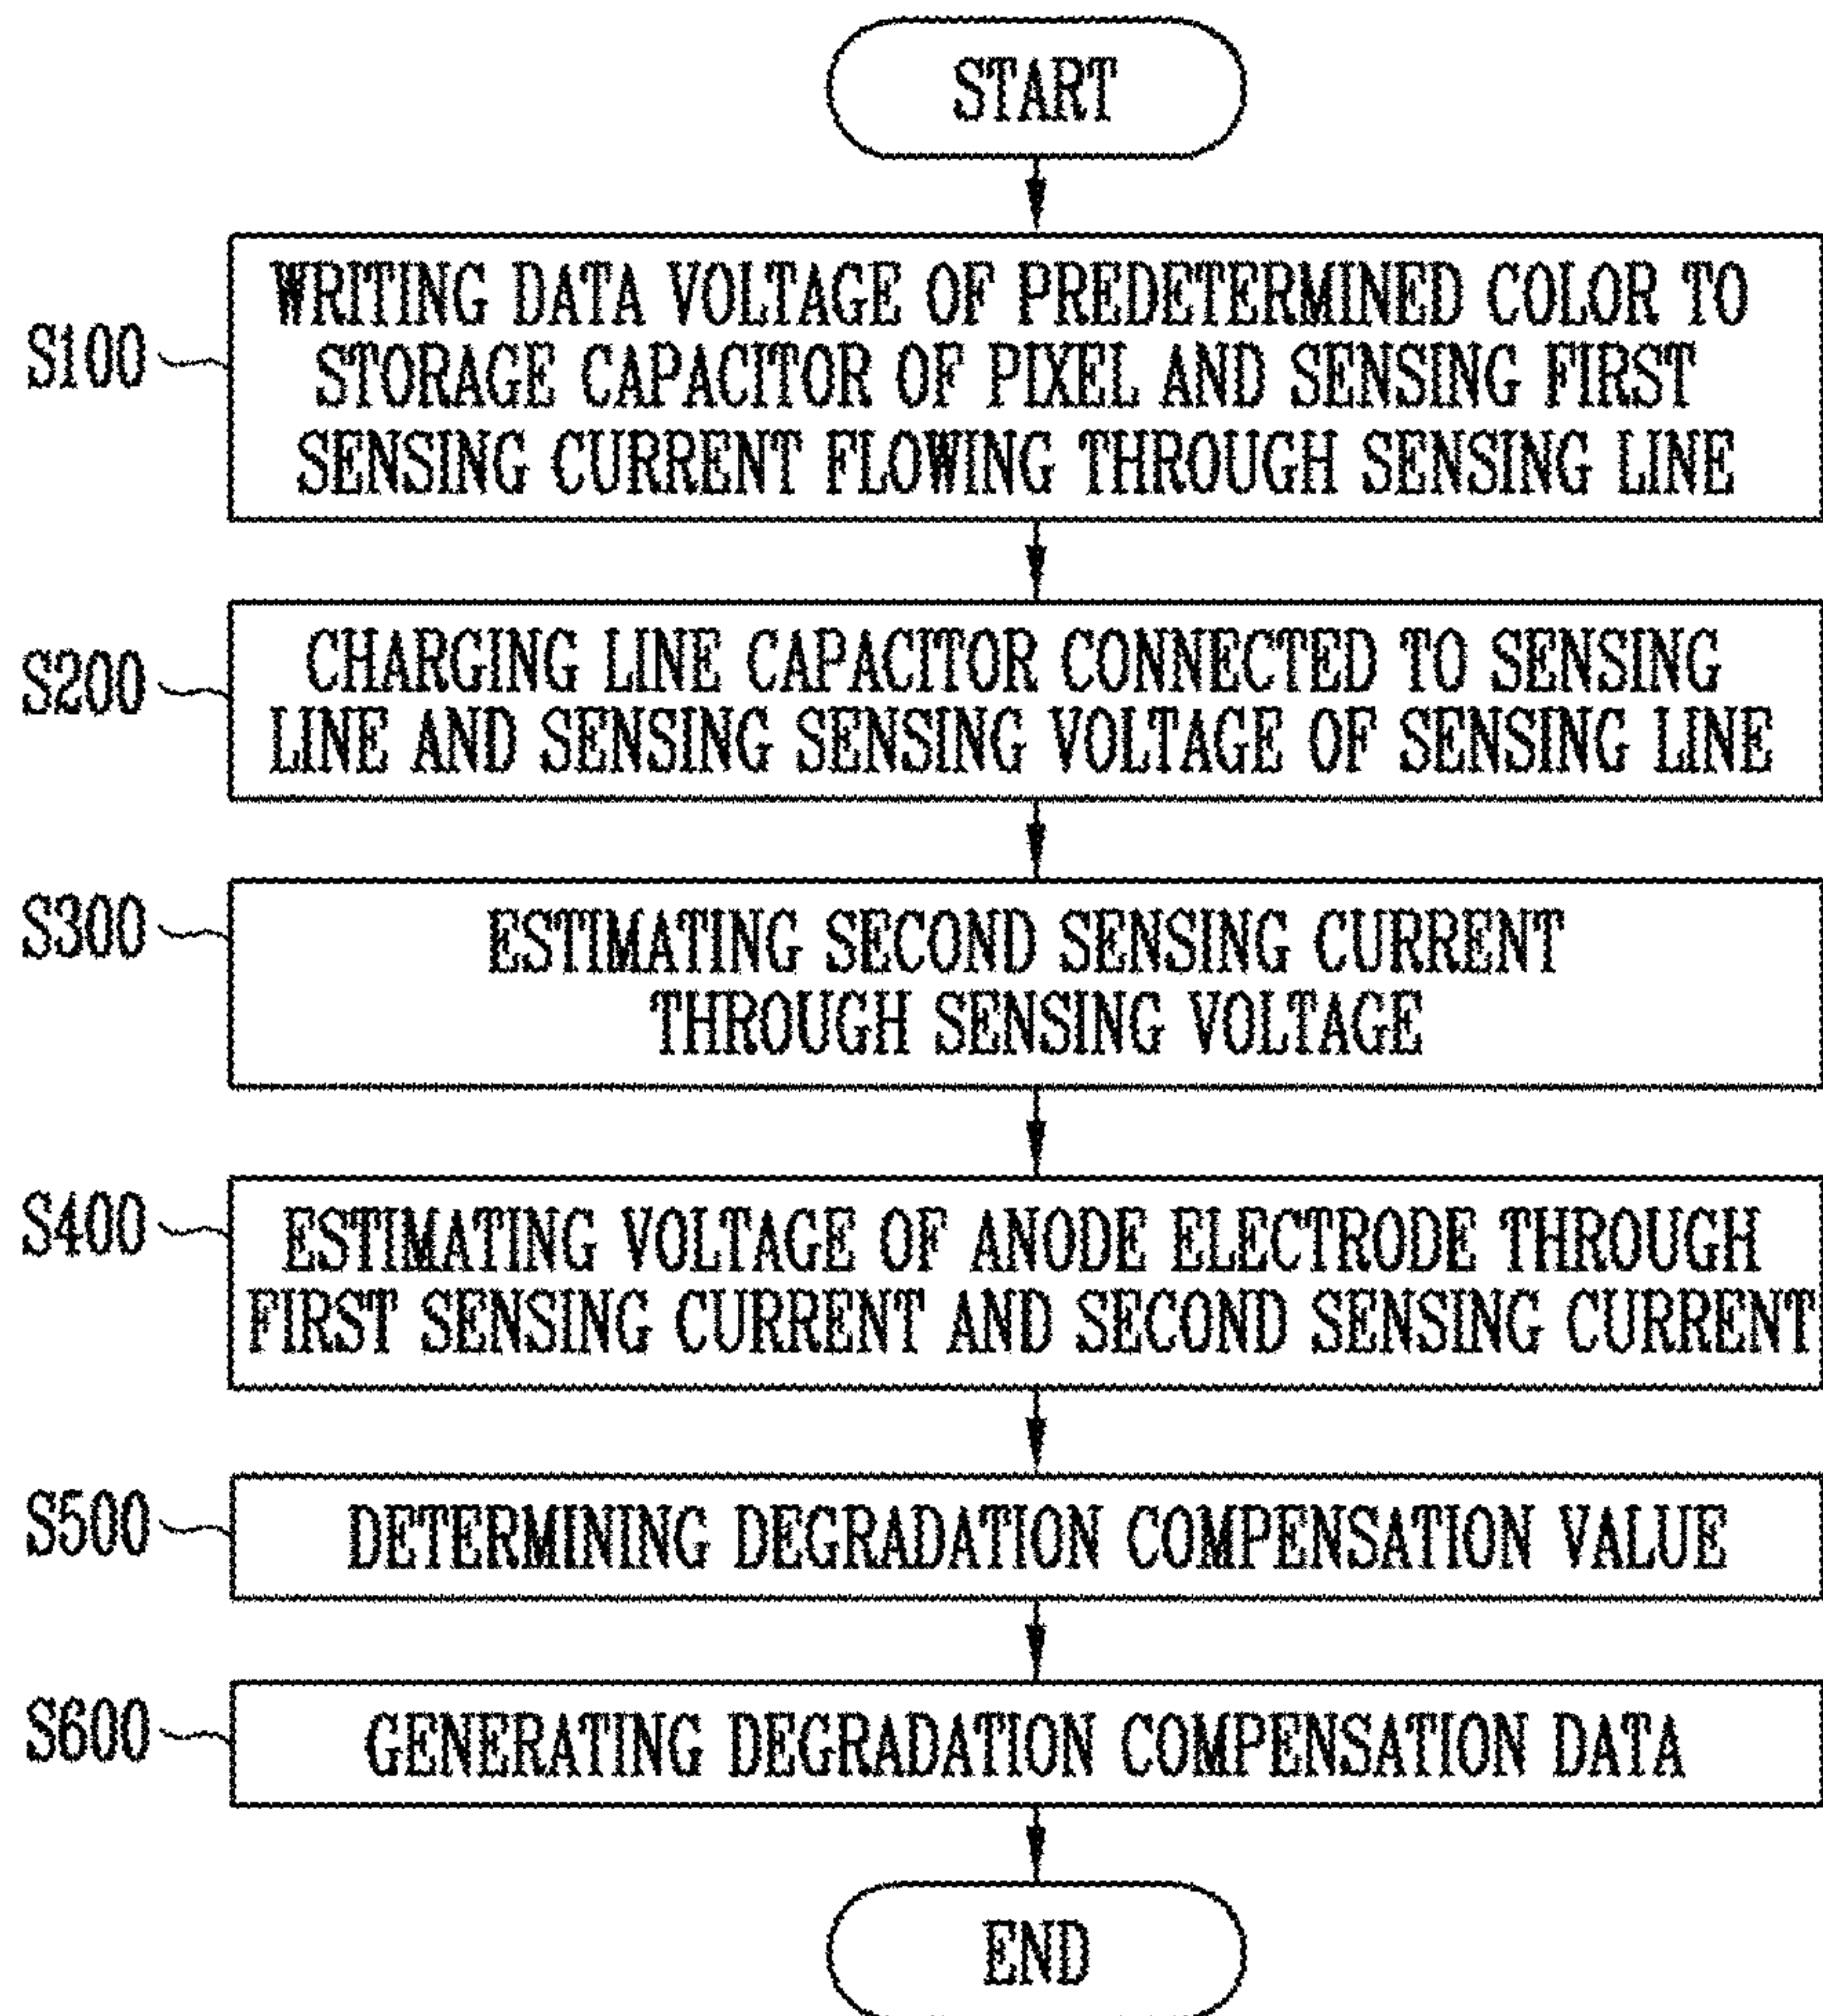 START
S100
WRITING DATA VOLTAGE OF PREDETERMINED COLOR TO
STORAGE CAPACITOR OF PIXEL AND SENSING FIRST
SENSING CURRENT FLOWING THROUGH SENSING LINE
S200
CHARGING LINE CAPACITOR CONNECTED TO SENSING
LINE AND SENSING SENSING VOLTAGE OF SENSING LINE
S300
ESTIMATING SECOND SENSING CURRENT
THROUGH SENSING VOLTAGE
S400
ESTIMATING VOLTAGE OF ANODE ELECTRODE THROUGH
FIRST SENSING CURRENT AND SECOND SENSING CURRENT
S500
DETERMINING DEGRADATION COMPENSATION VALUE
S600
GENERATING DEGRADATION COMPENSATION DATA
END